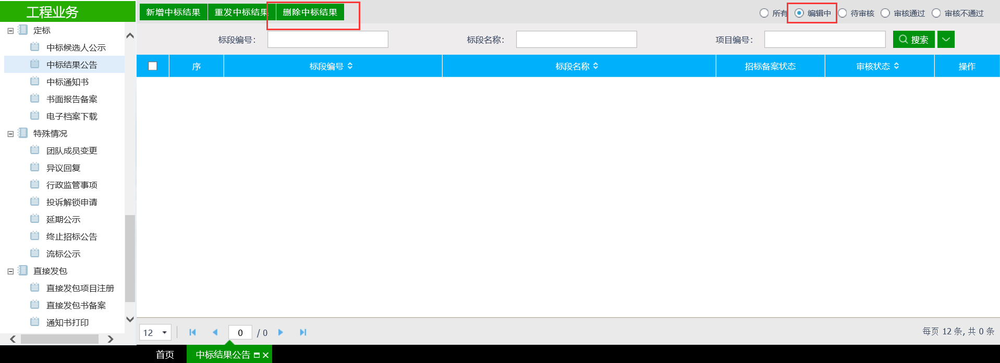 工程业务
定标
中标候选人公示
中标结果公告
中标通知书
书面报告备案
电子档案下载
特殊情况
团队成员变更
异议回复
行政监管事项
投诉解锁申请
延期公示
终止招标公告
流标公示
直接发包
直接发包项目注册
直接发包书备案
通知书打印
新增中标结果 重发中标结果 删除中标结果
所有 编辑中 待审核 审核通过 审核不通过
标段编号： 标段名称： 项目编号： 搜索
序 标段编号 标段名称 招标备案状态 审核状态 操作
12 0 / 0 每页 12 条, 共 0 条
首页 中标结果公告